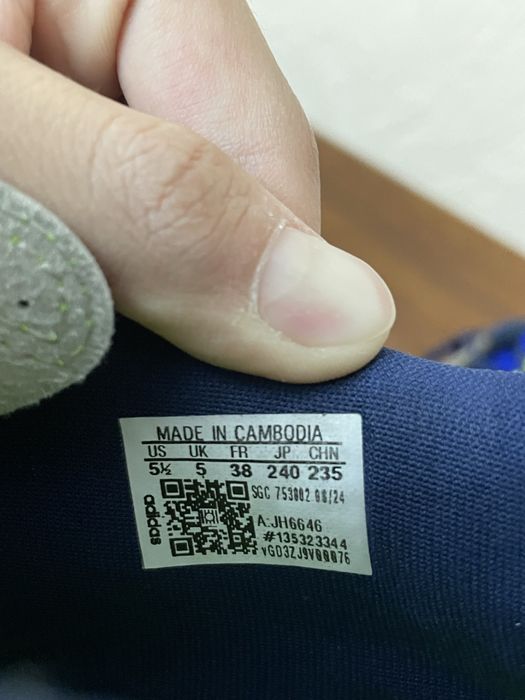 MADE IN CAMBODIA
US UK FR JP CHN
5½ 5 38 240 235
adidas
SGC 753002 08/24
A:JH6646
#135323344
vGD3ZJ9V00076